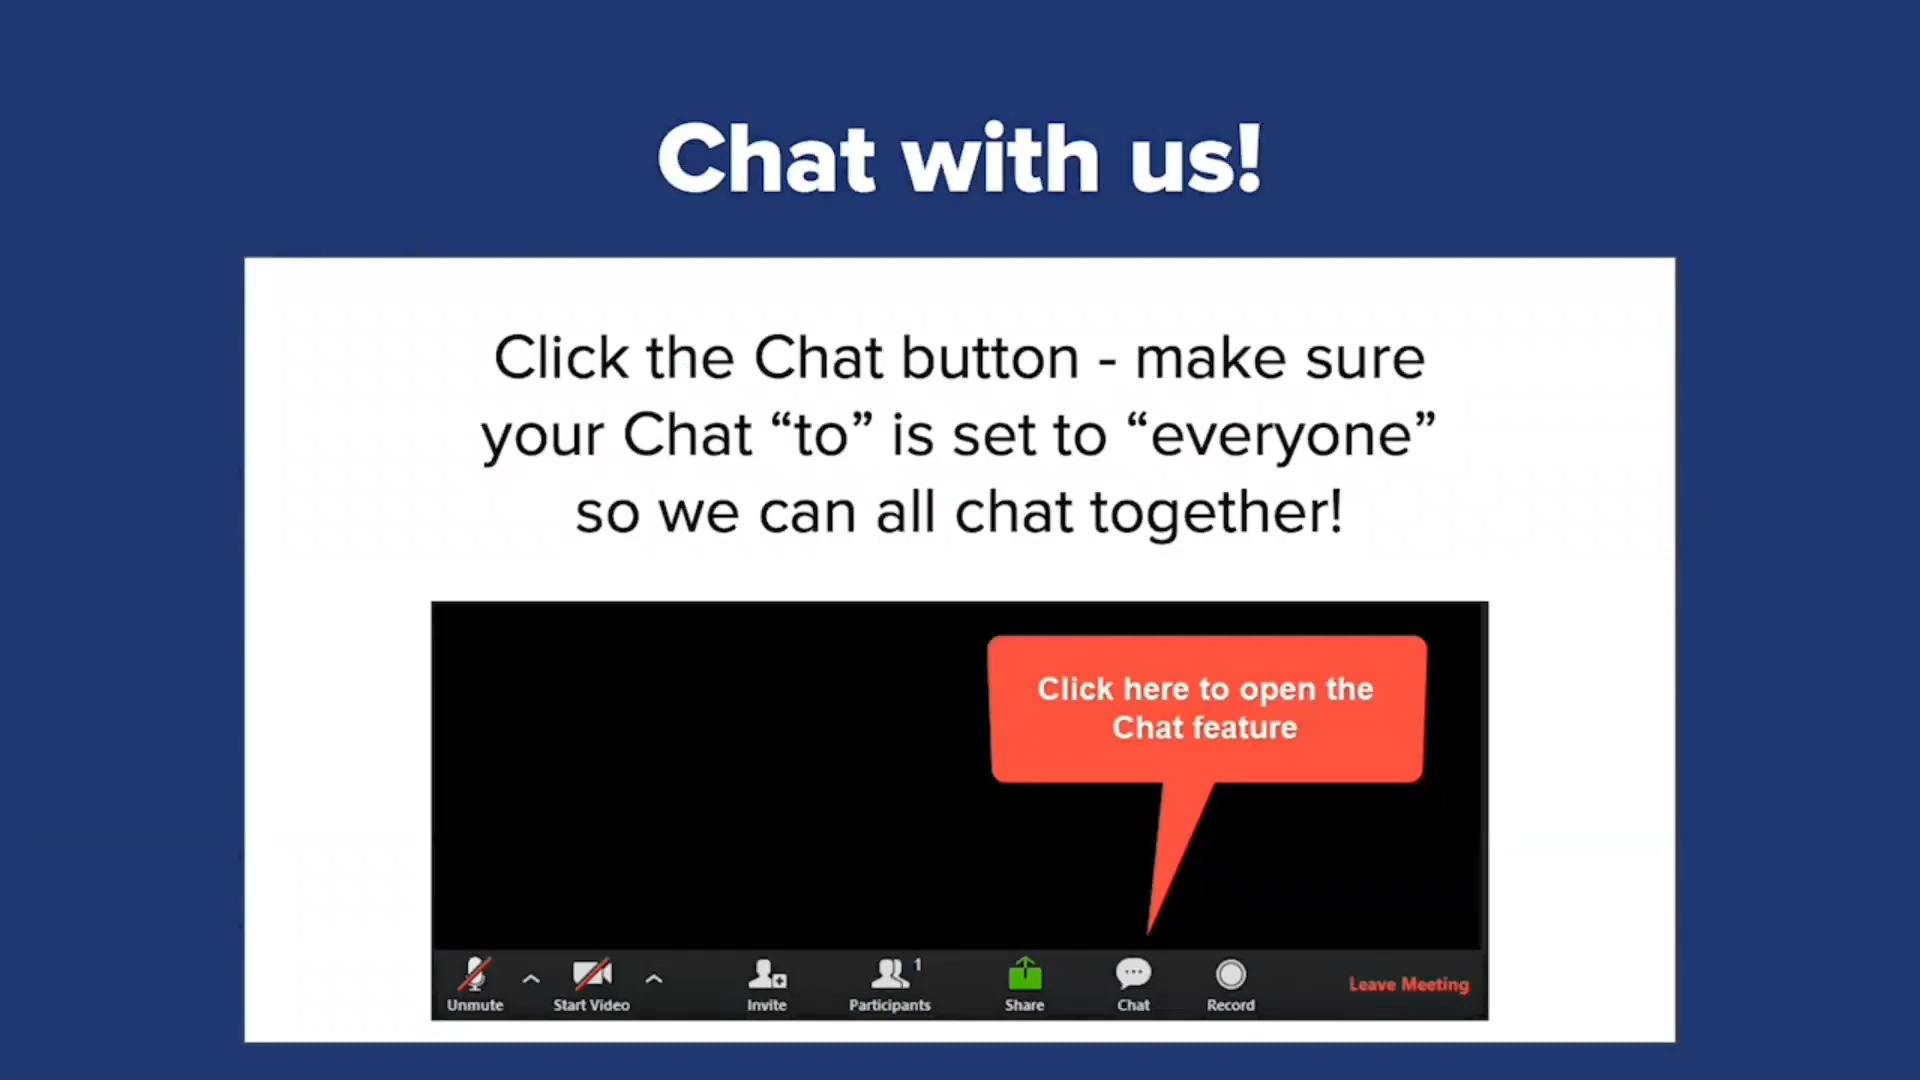 Chat with us!
Click the Chat button - make sure
your Chat “to” is set to “everyone”
so we can all chat together!
Click here to open the
Chat feature
1
Unmute
Start Video
Invite
Participants
Share
Chat
Record
Leave Meeting